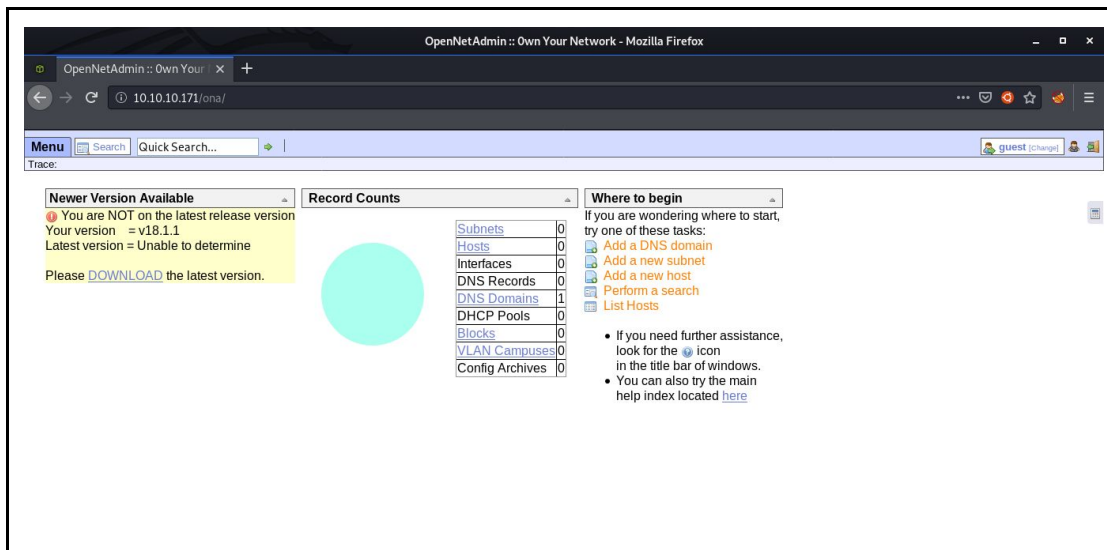 OpenNetAdmin :: 0wn Your Network - Mozilla Firefox
OpenNetAdmin :: 0wn Your
10.10.10.171/ona/
Menu Search Quick Search... guest [Change]
Trace:
Newer Version Available
You are NOT on the latest release version
Your version = v18.1.1
Latest version = Unable to determine
Please DOWNLOAD the latest version.
Record Counts
Subnets 0
Hosts 0
Interfaces 0
DNS Records 0
DNS Domains 1
DHCP Pools 0
Blocks 0
VLAN Campuses 0
Config Archives 0
Where to begin
If you are wondering where to start,
try one of these tasks:
Add a DNS domain
Add a new subnet
Add a new host
Perform a search
List Hosts
• If you need further assistance,
look for the icon
in the title bar of windows.
• You can also try the main
help index located here